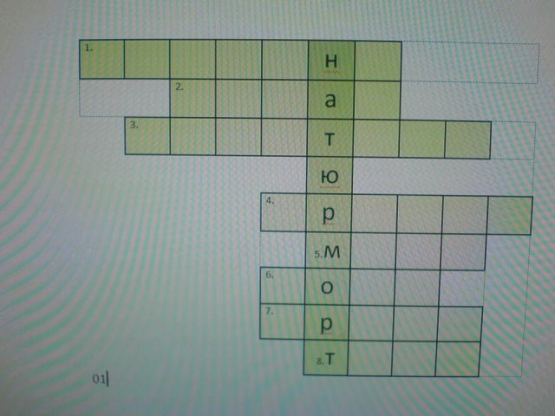 1. н
2. а
3. т
ю
4. р
5. м
6. о
7. р
8. т
01